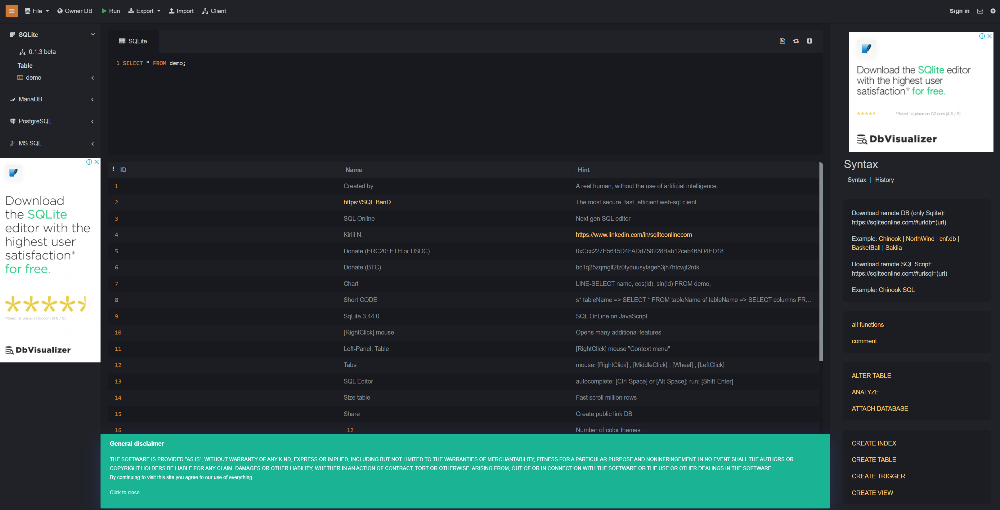 File
Owner DB
Run
Export
Import
Client
Sign in
SQLite
0.1.3 beta
Table
demo
MariaDB
PostgreSQL
MS SQL
Download
the SQLite
editor with the
highest user
satisfaction*
for free.
*Rated 1st place on G2.com (4.6 / 5)
DbVisualizer
SQLite
1 SELECT * FROM demo;
ID Name Hint
1 Created by A real human, without the use of artificial intelligence.
2 https://SQL.BanD The most secure, fast, efficient web-sql client
3 SQL Online Next gen SQL editor
4 Kirill N. https://www.linkedin.com/in/sqliteonlinecom
5 Donate (ERC20: ETH or USDC) 0xCcc227E5615D4FADd758228Bab12ceb465D4ED18
6 Donate (BTC) bc1q25zqmgll2fz0tyduusyfageh3jh7htcwjt2rdk
7 Chart LINE-SELECT name, cos(id), sin(id) FROM demo;
8 Short CODE s* tableName => SELECT * FROM tableName sf tableName => SELECT columns FR...
9 SqLite 3.44.0 SQL OnLine on JavaScript
10 [RightClick] mouse Opens many additional features
11 Left-Panel, Table [RightClick] mouse "Context menu"
12 Tabs mouse: [RightClick] , [MiddleClick] , [Wheel] , [LeftClick]
13 SQL Editor autocomplete: [Ctrl-Space] or [Alt-Space]; run: [Shift-Enter]
14 Size table Fast scroll million rows
15 Share Create public link DB
16 12 Number of color themes
General disclaimer
THE SOFTWARE IS PROVIDED "AS IS", WITHOUT WARRANTY OF ANY KIND, EXPRESS OR IMPLIED, INCLUDING BUT NOT LIMITED TO THE WARRANTIES OF MERCHANTABILITY, FITNESS FOR A PARTICULAR PURPOSE AND NONINFRINGEMENT. IN NO EVENT SHALL THE AUTHORS OR
COPYRIGHT HOLDERS BE LIABLE FOR ANY CLAIM, DAMAGES OR OTHER LIABILITY, WHETHER IN AN ACTION OF CONTRACT, TORT OR OTHERWISE, ARISING FROM, OUT OF OR IN CONNECTION WITH THE SOFTWARE OR THE USE OR OTHER DEALINGS IN THE SOFTWARE.
By continuing to visit this site you agree to our use of everything.
Click to close
Download the SQlite editor
with the highest user
satisfaction* for free.
*Rated 1st place on G2.com (4.6 / 5)
DbVisualizer
Syntax
Syntax | History
Download remote DB (only Sqlite):
https://sqliteonline.com/#urldb=(url)
Example: Chinook | NorthWind | cnf.db |
BasketBall | Sakila
Download remote SQL Script:
https://sqliteonline.com/#urlsql=(url)
Example: Chinook SQL
all functions
comment
ALTER TABLE
ANALYZE
ATTACH DATABASE
CREATE INDEX
CREATE TABLE
CREATE TRIGGER
CREATE VIEW